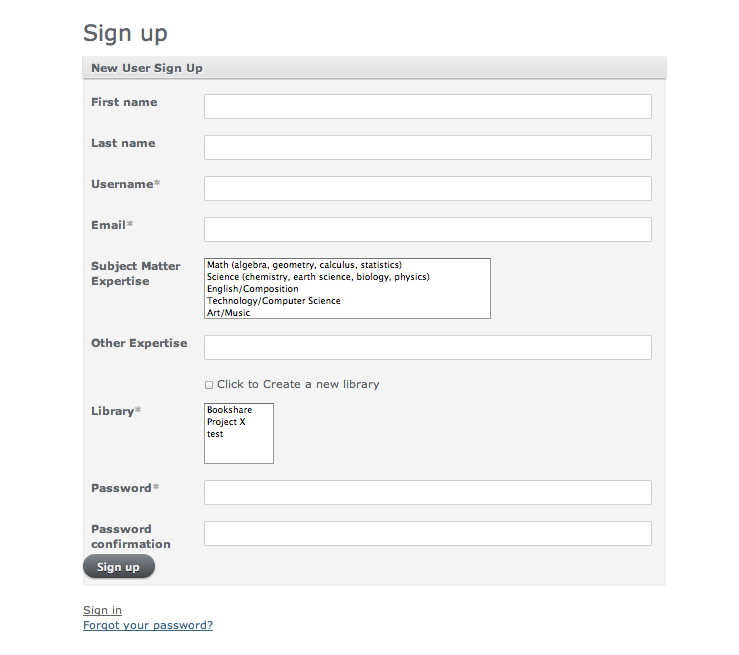 Sign up
New User Sign Up
First name
Last name
Username*
Email*
Subject Matter
Expertise
Math (algebra, geometry, calculus, statistics)
Science (chemistry, earth science, biology, physics)
English/Composition
Technology/Computer Science
Art/Music
Other Expertise
Click to Create a new library
Library*
Bookshare
Project X
test
Password*
Password
confirmation
Sign up
Sign in
Forgot your password?